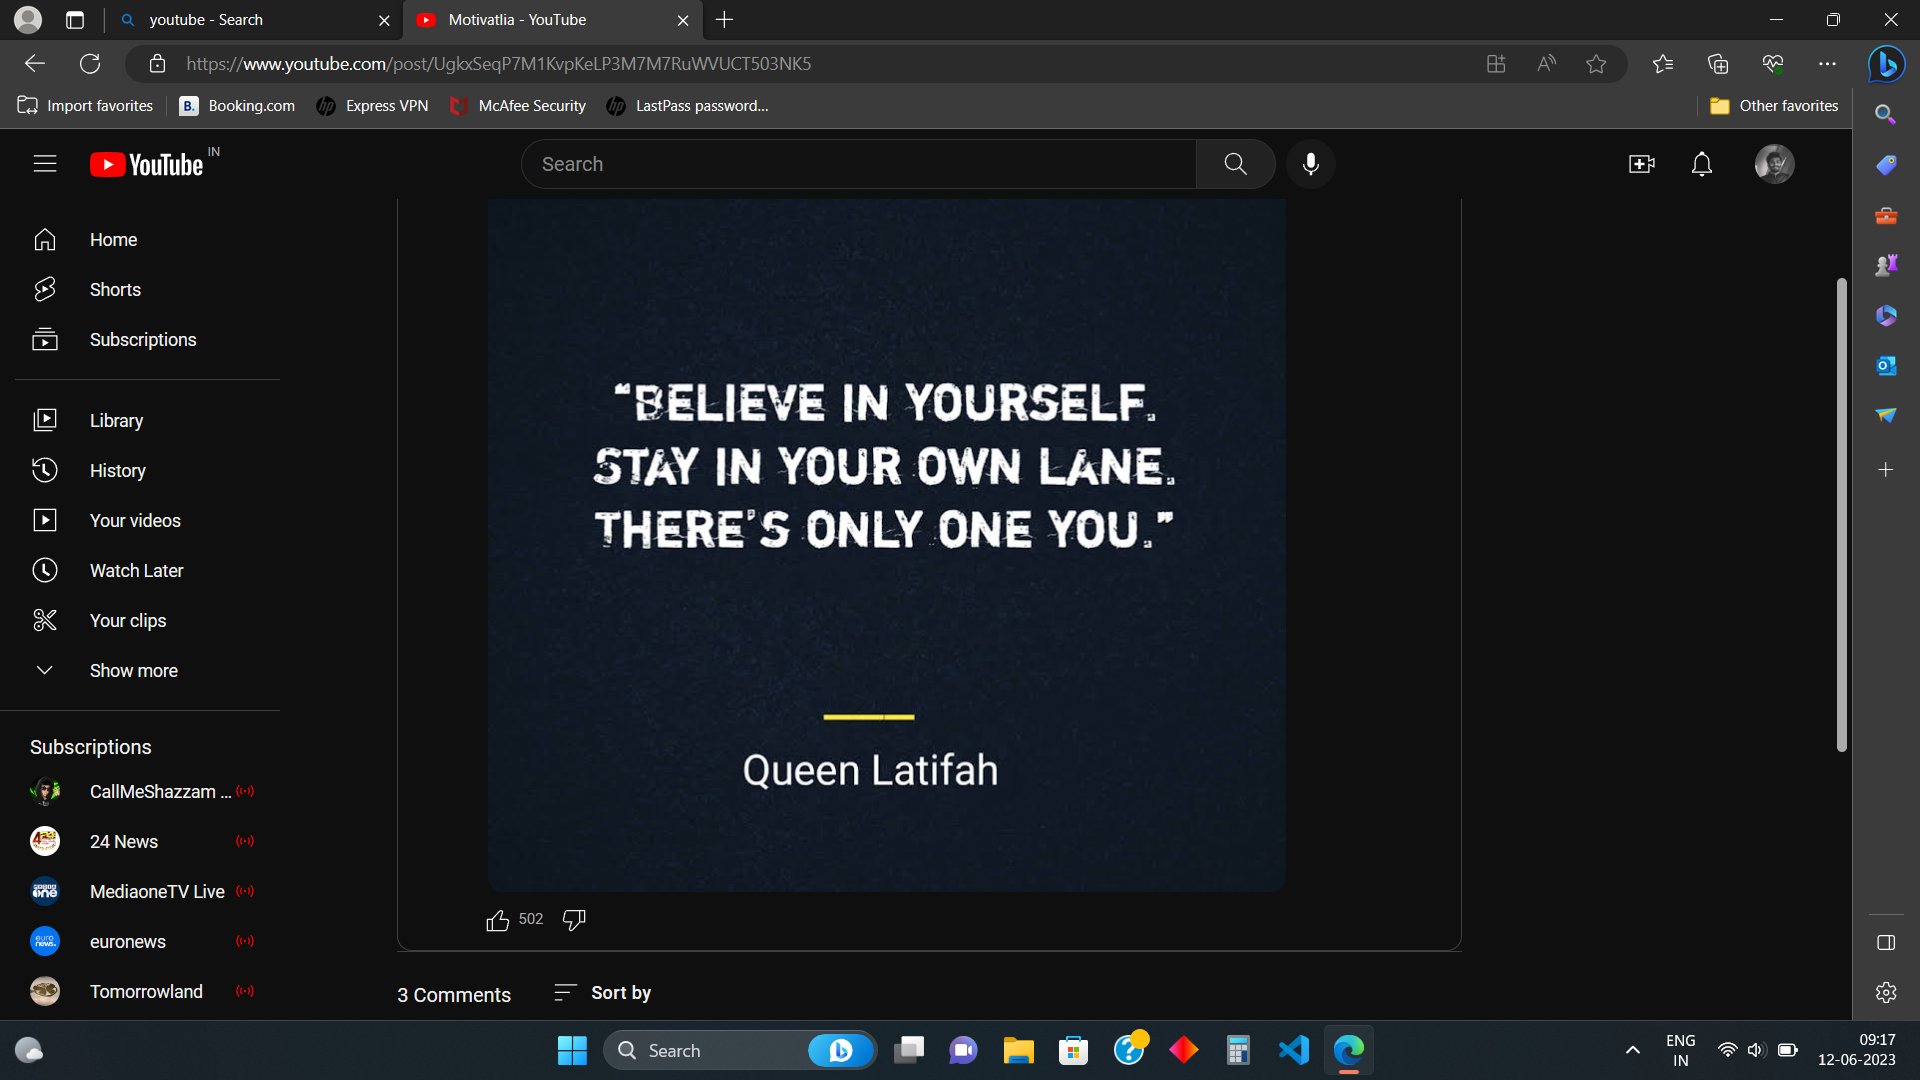 youtube - Search
Motivatlia - YouTube
https://www.youtube.com/post/UgkxSeqP7M1KvpKeLP3M7M7RuWVUCT503NK5
Import favorites
B. Booking.com
Express VPN
McAfee Security
LastPass password...
Other favorites
YouTube IN
Search
Home
Shorts
Subscriptions
Library
History
Your videos
Watch Later
Your clips
Show more
Subscriptions
CallMeShazzam ...
24 News
MediaoneTV Live
euronews
Tomorrowland
“BELIEVE IN YOURSELF.
STAY IN YOUR OWN LANE.
THERE’S ONLY ONE YOU.”
Queen Latifah
502
3 Comments
Sort by
Search
ENG
IN
09:17
12-06-2023